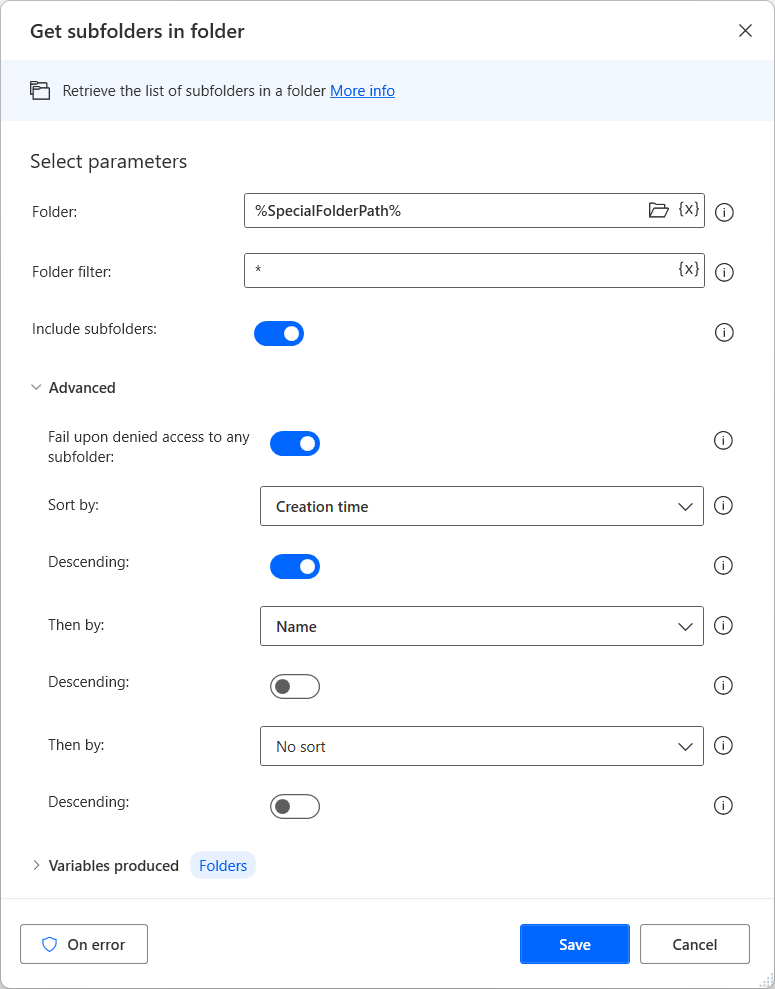 Get subfolders in folder
Retrieve the list of subfolders in a folder More info
Select parameters
Folder:
%SpecialFolderPath%
{x}
Folder filter:
*
{x}
Include subfolders:
Advanced
Fail upon denied access to any
subfolder:
Sort by:
Creation time
Descending:
Then by:
Name
Descending:
Then by:
No sort
Descending:
Variables produced Folders
On error
Save
Cancel